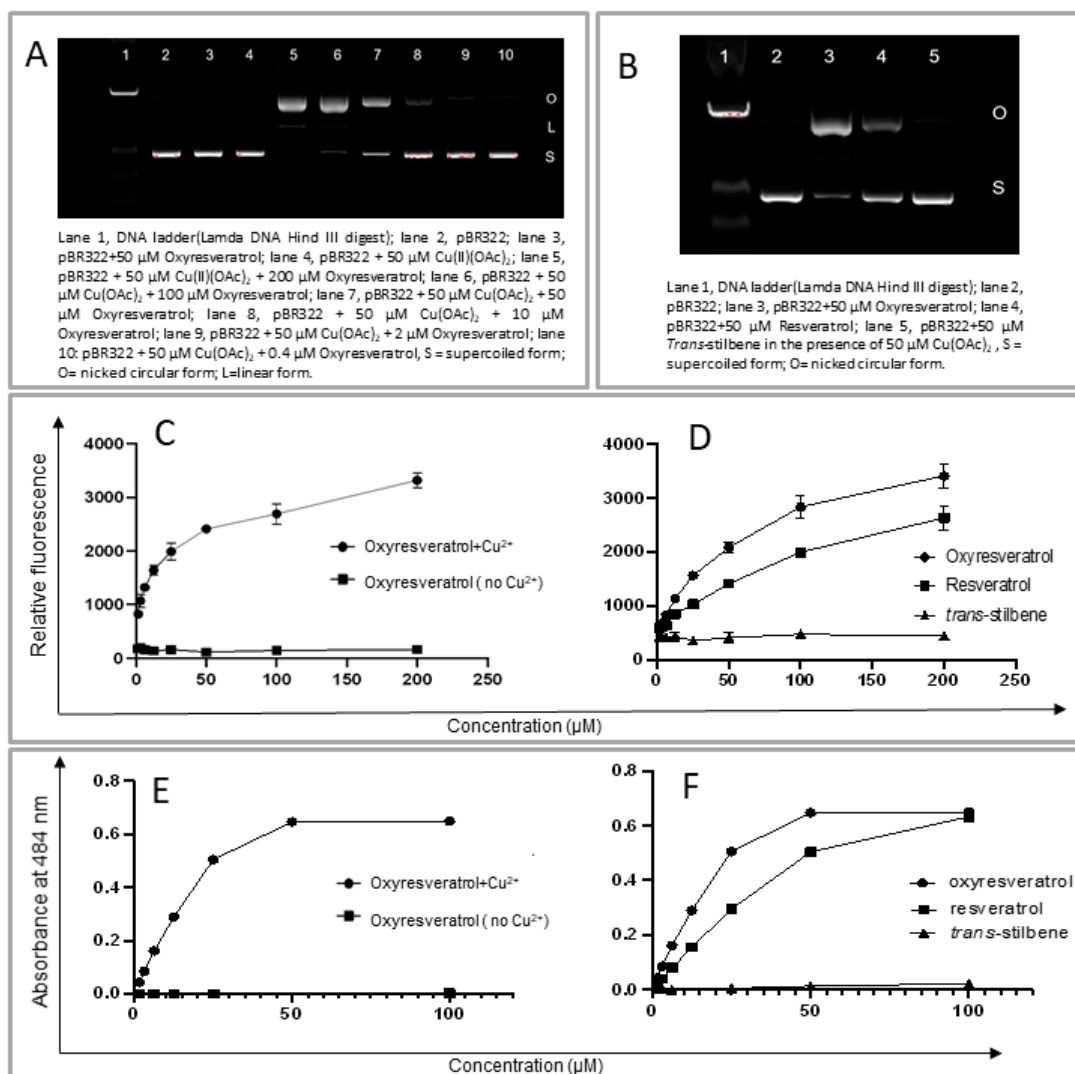 A
1 2 3 4 5 6 7 8 9 10
O
L
S
Lane 1, DNA ladder(Lamda DNA Hind III digest); lane 2, pBR322; lane 3,
pBR322+50 µM Oxyresveratrol; lane 4, pBR322 + 50 µM Cu(II)(OAc)₂; lane 5,
pBR322 + 50 µM Cu(II)(OAc)₂ + 200 µM Oxyresveratrol; lane 6, pBR322 + 50
µM Cu(OAc)₂ + 100 µM Oxyresveratrol; lane 7, pBR322 + 50 µM Cu(OAc)₂ + 50
µM Oxyresveratrol; lane 8, pBR322 + 50 µM Cu(OAc)₂ + 10 µM
Oxyresveratrol; lane 9, pBR322 + 50 µM Cu(OAc)₂ + 2 µM Oxyresveratrol; lane
10: pBR322 + 50 µM Cu(OAc)₂ + 0.4 µM Oxyresveratrol, S = supercoiled form;
O= nicked circular form; L=linear form.
B
1 2 3 4 5
O
S
Lane 1, DNA ladder(Lamda DNA Hind III digest); lane 2,
pBR322; lane 3, pBR322+50 µM Oxyresveratrol; lane 4,
pBR322+50 µM Resveratrol; lane 5, pBR322+50 µM
Trans-stilbene in the presence of 50 µM Cu(OAc)₂ , S =
supercoiled form; O= nicked circular form.
Relative fluorescence
C
4000
3000
2000
1000
0
0 50 100 150 200 250
Oxyresveratrol+Cu²⁺
Oxyresveratrol ( no Cu²⁺)
D
4000
3000
2000
1000
0
0 50 100 150 200 250
Oxyresveratrol
Resveratrol
trans-stilbene
Concentration (µM)
Absorbance at 484 nm
E
0.8
0.6
0.4
0.2
0.0
0 50 100
Oxyresveratrol+Cu²⁺
Oxyresveratrol ( no Cu²⁺)
F
0.8
0.6
0.4
0.2
0.0
0 50 100
oxyresveratrol
resveratrol
trans-stilbene
Concentration (µM)